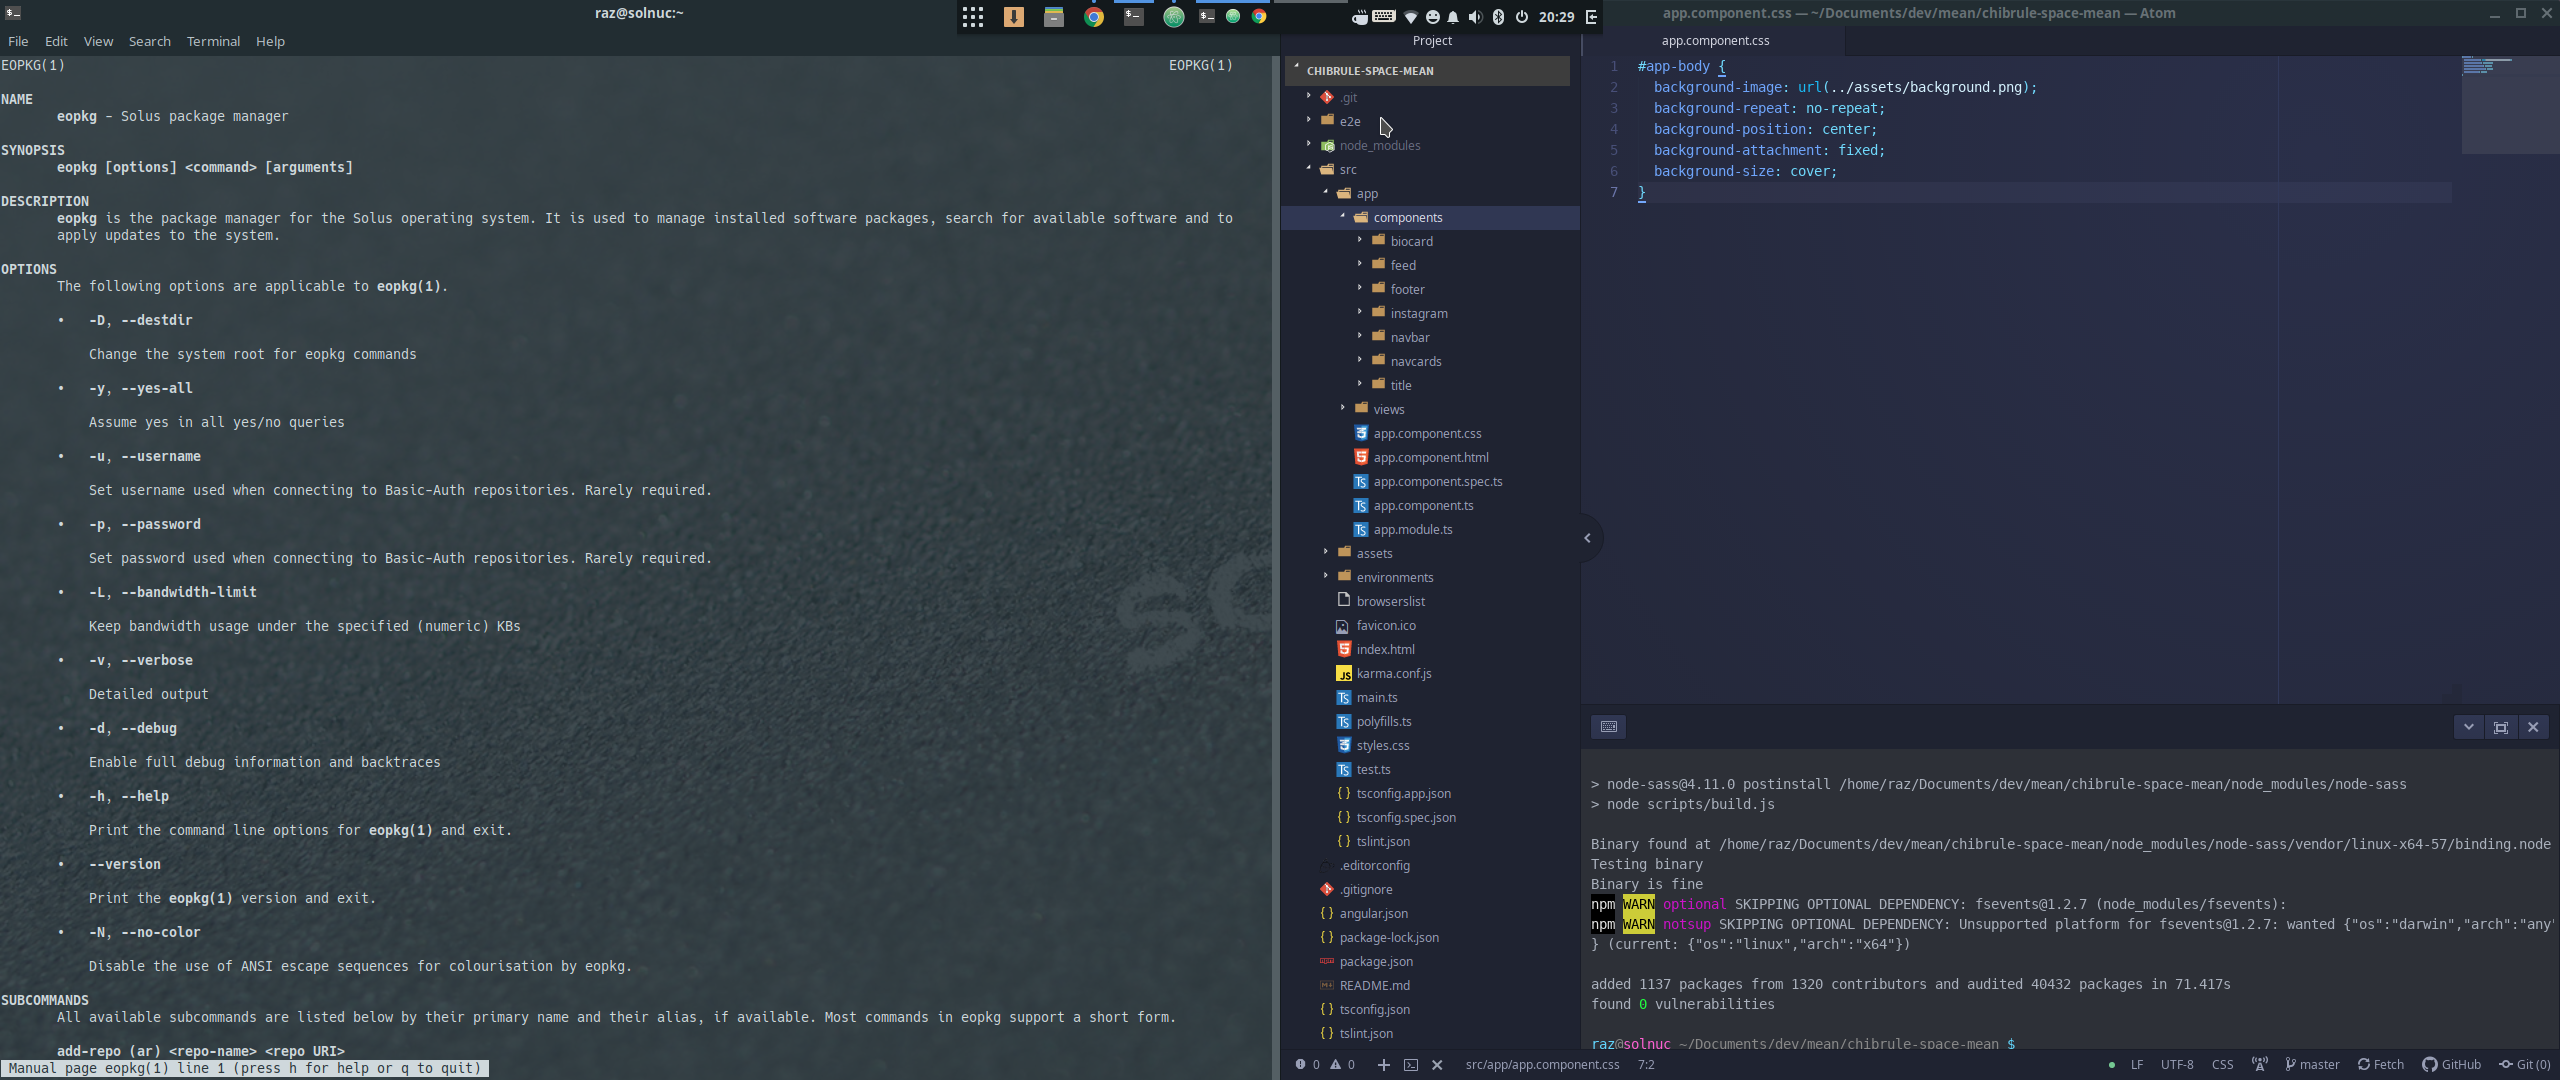 raz@solnuc:~
File Edit View Search Terminal Help
EOPKG(1) EOPKG(1)
NAME
eopkg - Solus package manager
SYNOPSIS
eopkg [options] <command> [arguments]
DESCRIPTION
eopkg is the package manager for the Solus operating system. It is used to manage installed software packages, search for available software and to
apply updates to the system.
OPTIONS
The following options are applicable to eopkg(1).
• -D, --destdir
Change the system root for eopkg commands
• -y, --yes-all
Assume yes in all yes/no queries
• -u, --username
Set username used when connecting to Basic-Auth repositories. Rarely required.
• -p, --password
Set password used when connecting to Basic-Auth repositories. Rarely required.
• -L, --bandwidth-limit
Keep bandwidth usage under the specified (numeric) KBs
• -v, --verbose
Detailed output
• -d, --debug
Enable full debug information and backtraces
• -h, --help
Print the command line options for eopkg(1) and exit.
• --version
Print the eopkg(1) version and exit.
• -N, --no-color
Disable the use of ANSI escape sequences for colourisation by eopkg.
SUBCOMMANDS
All available subcommands are listed below by their primary name and their alias, if available. Most commands in eopkg support a short form.
add-repo (ar) <repo-name> <repo URI>
Manual page eopkg(1) line 1 (press h for help or q to quit)
20:29
app.component.css — ~/Documents/dev/mean/chibrule-space-mean — Atom
Project
CHIBRULE-SPACE-MEAN
.git
e2e
node_modules
src
app
components
biocard
feed
footer
instagram
navbar
navcards
title
views
app.component.css
app.component.html
app.component.spec.ts
app.component.ts
app.module.ts
assets
environments
browserslist
favicon.ico
index.html
karma.conf.js
main.ts
polyfills.ts
styles.css
test.ts
tsconfig.app.json
tsconfig.spec.json
tslint.json
.editorconfig
.gitignore
angular.json
package-lock.json
package.json
README.md
tsconfig.json
tslint.json
app.component.css
1 #app-body {
2 background-image: url(../assets/background.png);
3 background-repeat: no-repeat;
4 background-position: center;
5 background-attachment: fixed;
6 background-size: cover;
7 }
> node-sass@4.11.0 postinstall /home/raz/Documents/dev/mean/chibrule-space-mean/node_modules/node-sass
> node scripts/build.js
Binary found at /home/raz/Documents/dev/mean/chibrule-space-mean/node_modules/node-sass/vendor/linux-x64-57/binding.node
Testing binary
Binary is fine
npm WARN optional SKIPPING OPTIONAL DEPENDENCY: fsevents@1.2.7 (node_modules/fsevents):
npm WARN notsup SKIPPING OPTIONAL DEPENDENCY: Unsupported platform for fsevents@1.2.7: wanted {"os":"darwin","arch":"any"
} (current: {"os":"linux","arch":"x64"})
added 1137 packages from 1320 contributors and audited 40432 packages in 71.417s
found 0 vulnerabilities
raz@solnuc ~/Documents/dev/mean/chibrule-space-mean $
0 0 src/app/app.component.css 7:2 LF UTF-8 CSS master Fetch GitHub Git (0)